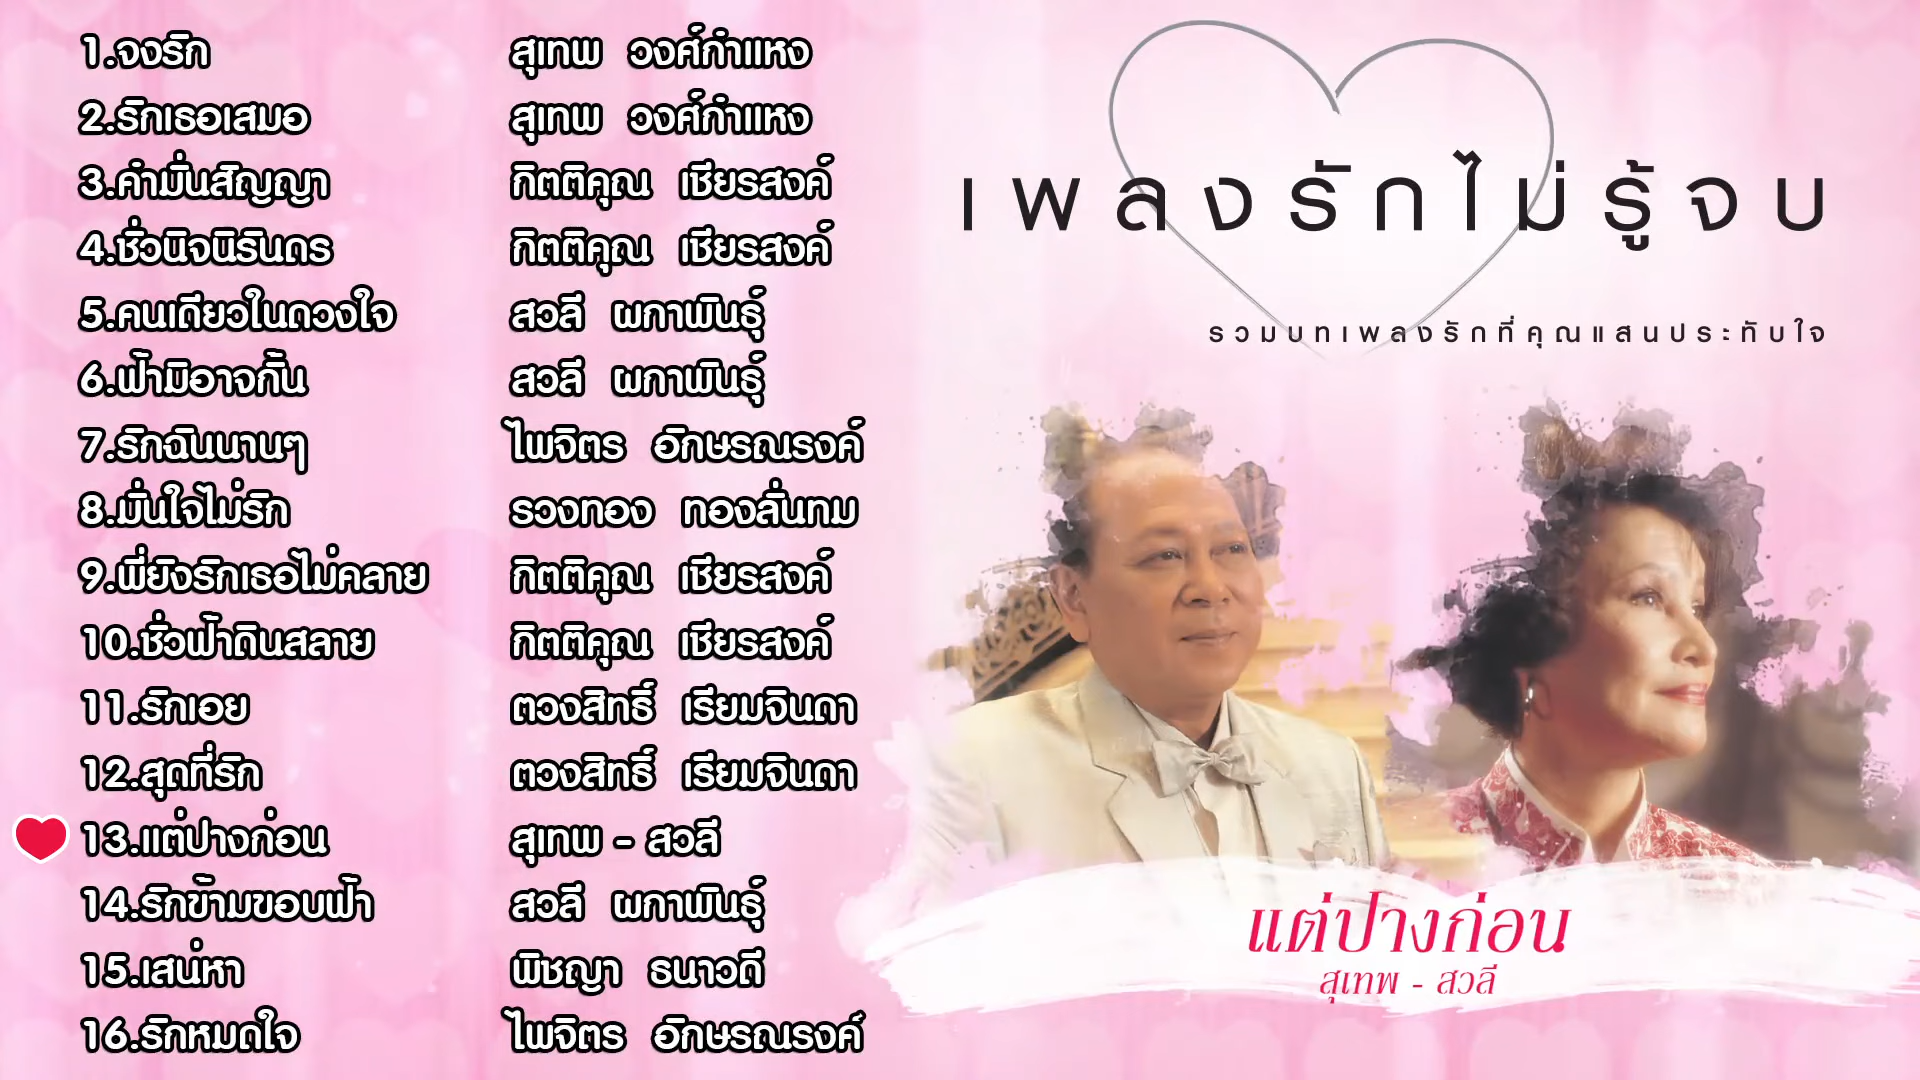 1.จงรัก สุเทพ วงศ์กำแหง
2.รักเธอเสมอ สุเทพ วงศ์กำแหง
3.คำมั่นสัญญา กิตติคุณ เชียรสงค์
4.ชั่วนิจนิรันดร กิตติคุณ เชียรสงค์
5.คนเดียวในดวงใจ สวลี ผกาพันธุ์
6.ฟ้ามิอาจกั้น สวลี ผกาพันธุ์
7.รักฉันนานๆ ไพจิตร อักษรณรงค์
8.มั่นใจไม่รัก รวงทอง ทองลั่นทม
9.พี่ยังรักเธอไม่คลาย กิตติคุณ เชียรสงค์
10.ชั่วฟ้าดินสลาย กิตติคุณ เชียรสงค์
11.รักเอย ตวงสิทธิ์ เรียมจินดา
12.สุดที่รัก ตวงสิทธิ์ เรียมจินดา
13.แต่ปางก่อน สุเทพ - สวลี
14.รักข้ามขอบฟ้า สวลี ผกาพันธุ์
15.เสน่หา พิชญา ธนาวดี
16.รักหมดใจ ไพจิตร อักษรณรงค์
เพลงรักไม่รู้จบ
รวมบทเพลงรักที่คุณแสนประทับใจ
แต่ปางก่อน
สุเทพ - สวลี